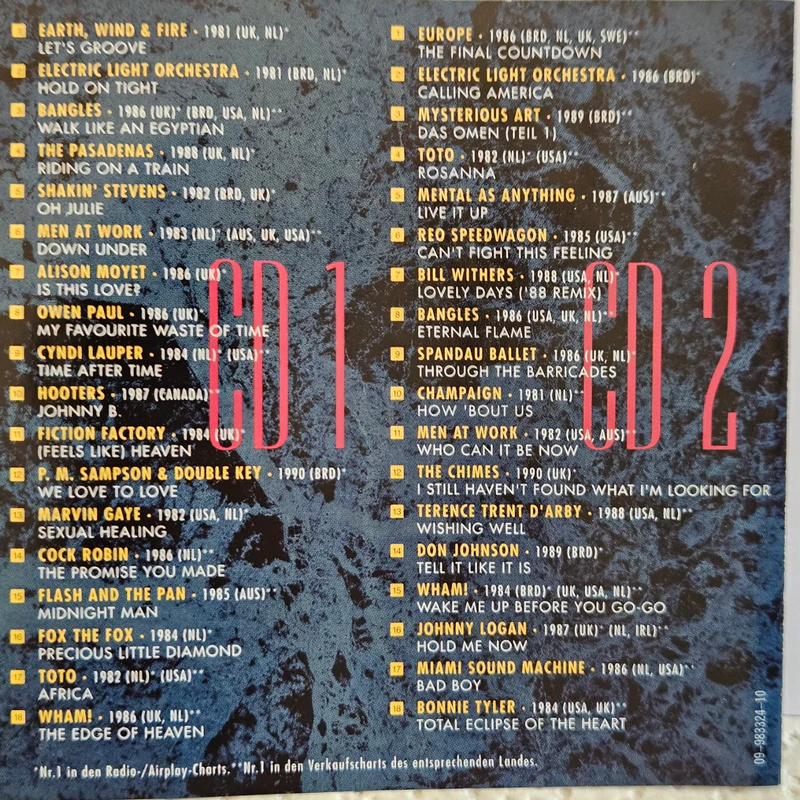 1 EARTH, WIND & FIRE • 1981 (UK, NL)*
LET'S GROOVE
2 ELECTRIC LIGHT ORCHESTRA • 1981 (BRD, NL)*
HOLD ON TIGHT
3 BANGLES • 1986 (UK)* (BRD, USA, NL)**
WALK LIKE AN EGYPTIAN
4 THE PASADENAS • 1988 (UK, NL)*
RIDING ON A TRAIN
5 SHAKIN' STEVENS • 1982 (BRD, UK)*
OH JULIE
6 MEN AT WORK • 1983 (NL)* (AUS, UK, USA)**
DOWN UNDER
7 ALISON MOYET • 1986 (UK)*
IS THIS LOVE?
8 OWEN PAUL • 1986 (UK)*
MY FAVOURITE WASTE OF TIME
9 CYNDI LAUPER • 1984 (NL)* (USA)**
TIME AFTER TIME
10 HOOTERS • 1987 (CANADA)**
JOHNNY B.
11 FICTION FACTORY • 1984 (UK)*
(FEELS LIKE) HEAVEN
12 P. M. SAMPSON & DOUBLE KEY • 1990 (BRD)*
WE LOVE TO LOVE
13 MARVIN GAYE • 1982 (USA, NL)*
SEXUAL HEALING
14 COCK ROBIN • 1986 (NL)**
THE PROMISE YOU MADE
15 FLASH AND THE PAN • 1985 (AUS)**
MIDNIGHT MAN
16 FOX THE FOX • 1984 (NL)*
PRECIOUS LITTLE DIAMOND
17 TOTO • 1982 (NL)* (USA)**
AFRICA
18 WHAM! • 1986 (UK, NL)**
THE EDGE OF HEAVEN
CD 1
1 EUROPE • 1986 (BRD, NL, UK, SWE)**
THE FINAL COUNTDOWN
2 ELECTRIC LIGHT ORCHESTRA • 1986 (BRD)*
CALLING AMERICA
3 MYSTERIOUS ART • 1989 (BRD)**
DAS OMEN (TEIL 1)
4 TOTO • 1982 (NL)* (USA)**
ROSANNA
5 MENTAL AS ANYTHING • 1987 (AUS)**
LIVE IT UP
6 REO SPEEDWAGON • 1985 (USA)**
CAN'T FIGHT THIS FEELING
7 BILL WITHERS • 1988 (USA, NL)*
LOVELY DAYS ('88 REMIX)
8 BANGLES • 1986 (USA, UK, NL)**
ETERNAL FLAME
9 SPANDAU BALLET • 1986 (UK, NL)*
THROUGH THE BARRICADES
10 CHAMPAIGN • 1981 (NL)**
HOW 'BOUT US
11 MEN AT WORK • 1982 (USA, AUS)**
WHO CAN IT BE NOW
12 THE CHIMES • 1990 (UK)*
I STILL HAVEN'T FOUND WHAT I'M LOOKING FOR
13 TERENCE TRENT D'ARBY • 1988 (USA, NL)*
WISHING WELL
14 DON JOHNSON • 1989 (BRD)*
TELL IT LIKE IT IS
15 WHAM! • 1984 (BRD)* (UK, USA, NL)**
WAKE ME UP BEFORE YOU GO-GO
16 JOHNNY LOGAN • 1987 (UK)* (NL, IRL)**
HOLD ME NOW
17 MIAMI SOUND MACHINE • 1986 (NL, USA)**
BAD BOY
18 BONNIE TYLER • 1984 (USA, UK)**
TOTAL ECLIPSE OF THE HEART
CD 2
*Nr.1 in den Radio-/Airplay-Charts. **Nr.1 in den Verkaufscharts des entsprechenden Landes.
09-983324-10